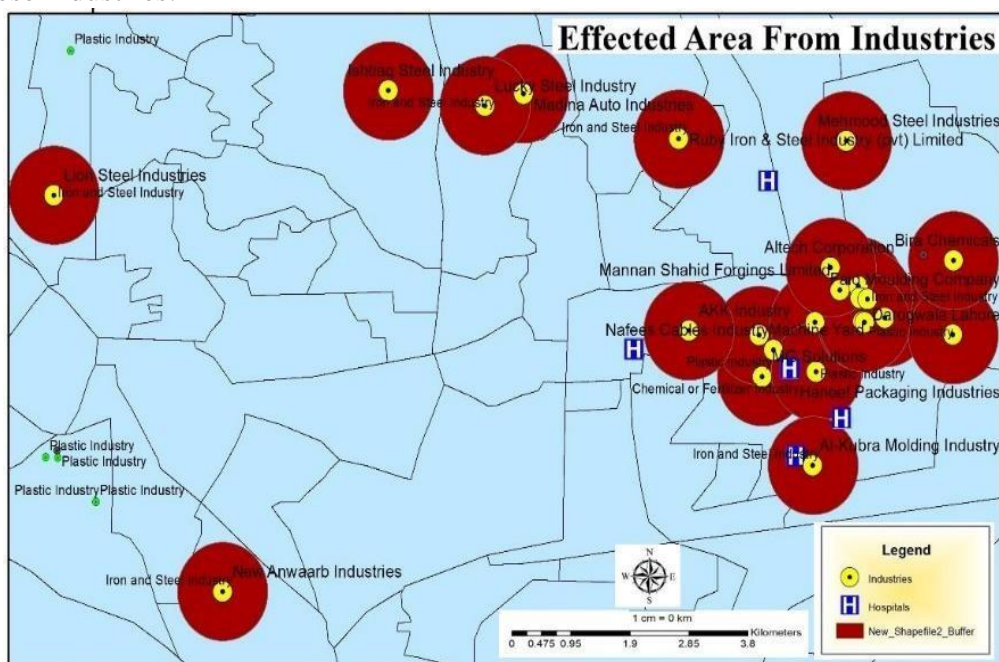 Plastic Industry
Effected Area From Industries
Ishbaq Steel Industry
Lucky Steel Industry
Iron and Steel Industry
Madina Auto Industries
Mehmood Steel Industries
Iron and Steel Industry
Ruby Iron & Steel Industry (pvt) Limited
Lion Steel Industries
Iron and Steel Industry
H
Altech Corporation
Bira Chemicals
Mannan Shahid Forgings Limited
Moulding Company
Iron and Steel Industry
AKK Industry
Darogwala Lahore
Nafees Cables Industry
Machine Yard
Plastic Industry
H
Solutions
Plastic Industry
H
Plastic Industry
Chemical or Fertilizer Industry
Haneef Packaging Industries
H
Al-Kubra Molding Industry
Iron and Steel Industry
H
Plastic Industry
Plastic Industry
Plastic Industry
Plastic Industry
Iron and Steel Industry
New Anwaarb Industries
N
W E
S
1 cm = 0 km
Kilometers
0 0.475 0.95 1.9 2.85 3.8
Legend
Industries
H Hospitals
New_Shapefile2_Buffer